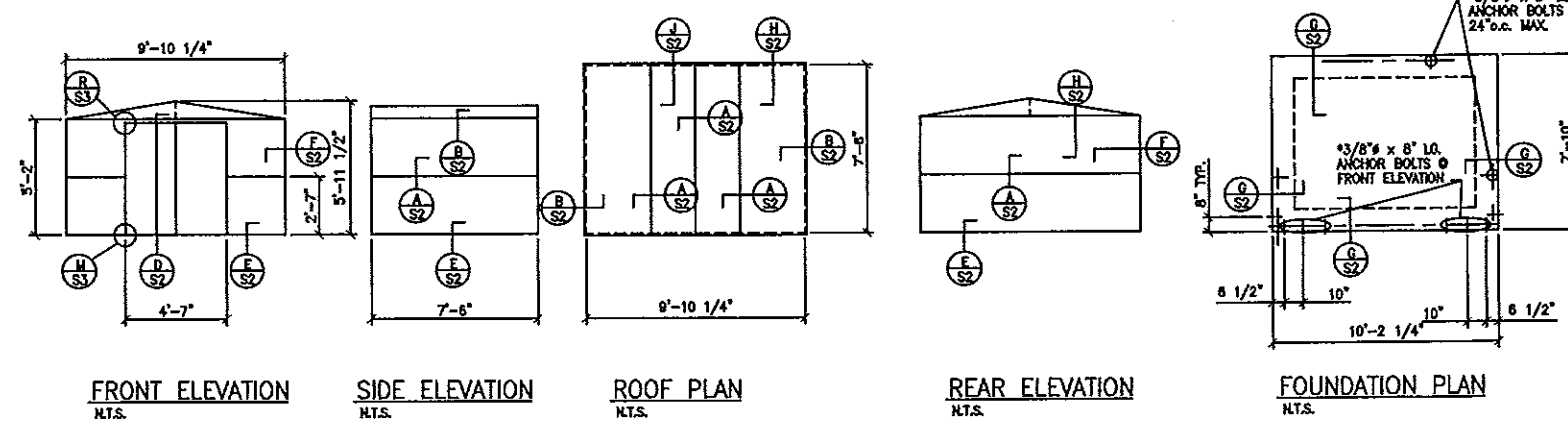 9'-10 1/4"
R
S3
F
S2
5'-2"
2'-7"
5'-11 1/2"
M
S3
D
S2
E
S2
4'-7"
FRONT ELEVATION
N.T.S.
B
S2
A
S2
E
S2
7'-6"
SIDE ELEVATION
N.T.S.
J
S2
H
S2
A
S2
B
S2
7'-6"
B
S2
A
S2
A
S2
9'-10 1/4"
ROOF PLAN
N.T.S.
H
S2
F
S2
A
S2
E
S2
REAR ELEVATION
N.T.S.
ANCHOR BOLTS
24"o.c. MAX.
G
S2
*3/8"ø x 8" LG.
ANCHOR BOLTS @
FRONT ELEVATION
G
S2
7'-10"
8" TYP.
G
S2
G
S2
6 1/2"
10"
10"
6 1/2"
10'-2 1/4"
FOUNDATION PLAN
N.T.S.